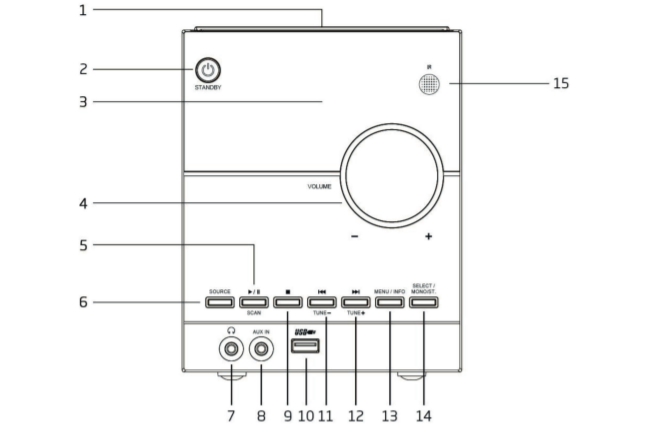 1
2
STANDBY
3
IR
15
VOLUME
4
− +
5
6
SOURCE ▶/⏸ ■ ⏮ ⏭ MENU / INFO SELECT /
MONO/ST.
SCAN TUNE− TUNE+
AUX IN USB
7 8 9 10 11 12 13 14